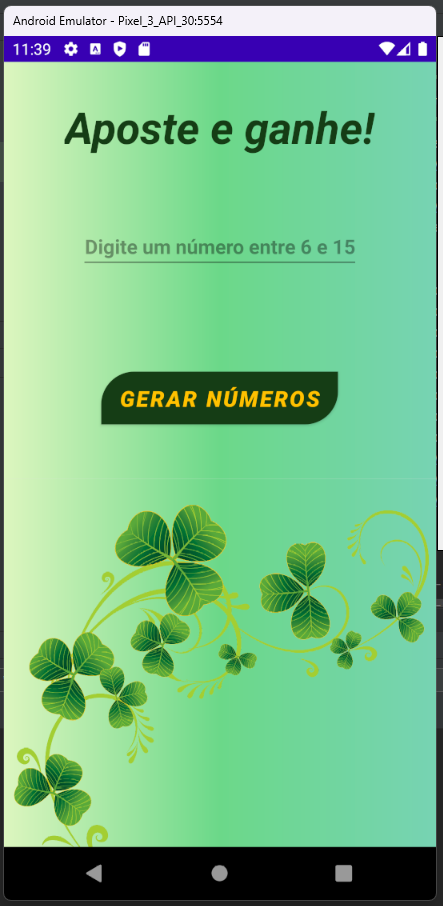 Android Emulator - Pixel_3_API_30:5554
11:39
Aposte e ganhe!
Digite um número entre 6 e 15
GERAR NÚMEROS